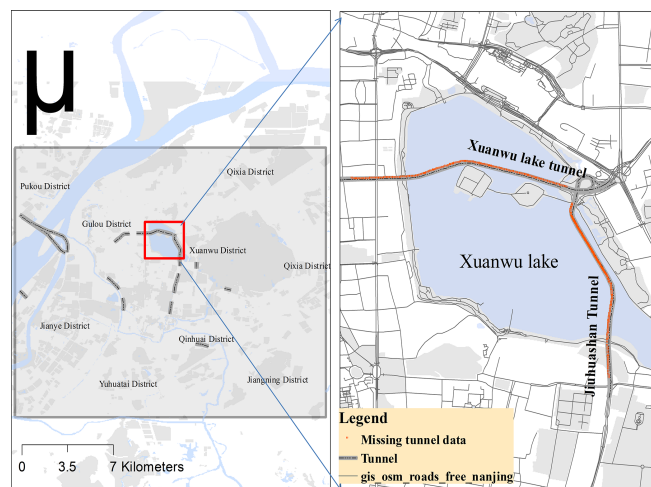 µ
Qixia District
Pukou District
Gulou District
Xuanwu District
Qixia District
Jianye District
Qinhuai District
Yuhuatai District
Jiangning District
0 3.5 7 Kilometers
Xuanwu lake tunnel
Xuanwu lake
Jiuhuashan Tunnel
Legend
Missing tunnel data
Tunnel
gis_osm_roads_free_nanjing